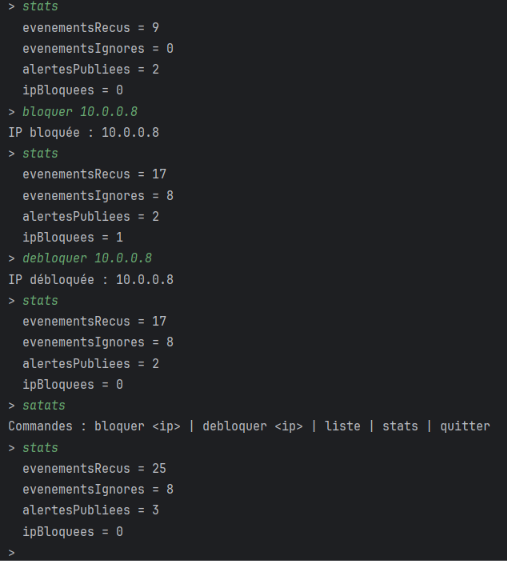 > stats
evenementsRecus = 9
evenementsIgnores = 0
alertesPubliees = 2
ipBloquees = 0
> bloquer 10.0.0.8
IP bloquée : 10.0.0.8
> stats
evenementsRecus = 17
evenementsIgnores = 8
alertesPubliees = 2
ipBloquees = 1
> debloquer 10.0.0.8
IP débloquée : 10.0.0.8
> stats
evenementsRecus = 17
evenementsIgnores = 8
alertesPubliees = 2
ipBloquees = 0
> satats
Commandes : bloquer <ip> | debloquer <ip> | liste | stats | quitter
> stats
evenementsRecus = 25
evenementsIgnores = 8
alertesPubliees = 3
ipBloquees = 0
>